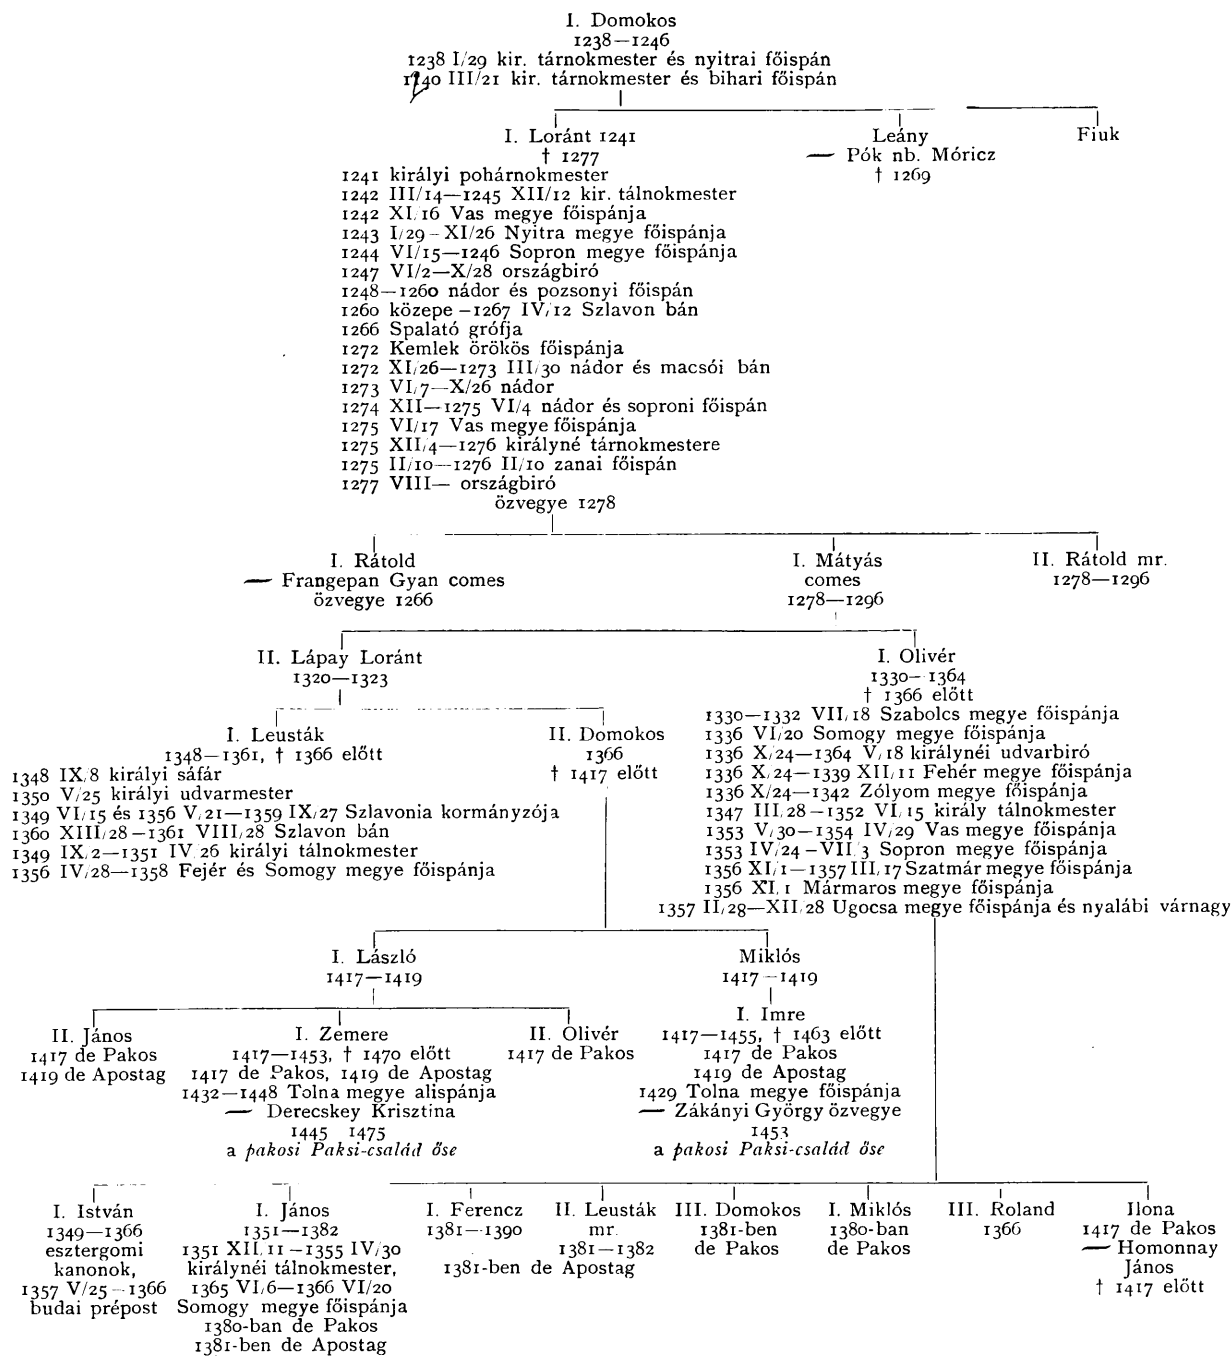 I. Domokos
1238—1246
1238 I/29 kir. tárnokmester és nyitrai főispán
1240 III/21 kir. tárnokmester és bihari főispán
I. Loránt 1241
† 1277
1241 királyi pohárnokmester
1242 III/14—1245 XII/12 kir. tálnokmester
1242 XI/16 Vas megye főispánja
1243 I/29–XI/26 Nyitra megye főispánja
1244 VI/15—1246 Sopron megye főispánja
1247 VI/2—X/28 országbiró
1248—1260 nádor és pozsonyi főispán
1260 közepe –1267 IV/12 Szlavon bán
1266 Spalató grófja
1272 Kemlek örökös főispánja
1272 XI/26—1273 III/30 nádor és macsói bán
1273 VI/7—X/26 nádor
1274 XII—1275 VI/4 nádor és soproni főispán
1275 VI/17 Vas megye főispánja
1275 XII/4—1276 királyné tárnokmestere
1275 II/10—1276 II/10 zanai főispán
1277 VIII— országbiró
özvegye 1278
Leány
— Pók nb. Móricz
† 1269
Fiuk
I. Rátold
— Frangepan Gyan comes
özvegye 1266
I. Mátyás
comes
1278—1296
II. Rátold mr.
1278—1296
II. Lápay Loránt
1320—1323
I. Olivér
1330–1364
† 1366 előtt
1330—1332 VII/18 Szabolcs megye főispánja
1336 VI/20 Somogy megye főispánja
1336 X/24—1364 V/18 királynéi udvarbiró
1336 X/24—1339 XII/11 Fehér megye főispánja
1336 X/24—1342 Zólyom megye főispánja
1347 III/28—1352 VI/15 király tálnokmester
1353 V/30—1354 IV/29 Vas megye főispánja
1353 IV/24–VII/3 Sopron megye főispánja
1356 XI/1–1357 III/17 Szatmár megye főispánja
1356 XI/1 Mármaros megye főispánja
1357 II/28—XII/28 Ugocsa megye főispánja és nyalábi várnagy
I. Leusták
1348—1361, † 1366 előtt
1348 IX/8 királyi sáfár
1350 V/25 királyi udvarmester
1349 VI/15 és 1356 V/21—1359 IX/27 Szlavonia kormányzója
1360 XIII/28–1361 VIII/28 Szlavon bán
1349 IX/2—1351 IV/26 királyi tálnokmester
1356 IV/28—1358 Fejér és Somogy megye főispánja
II. Domokos
1366
† 1417 előtt
I. László
1417—1419
Miklós
1417—1419
II. János
1417 de Pakos
1419 de Apostag
I. Zemere
1417—1453, † 1470 előtt
1417 de Pakos, 1419 de Apostag
1432—1448 Tolna megye alispánja
— Derecskey Krisztina
1445 1475
a pakosi Paksi-család őse
II. Olivér
1417 de Pakos
I. Imre
1417—1455, † 1463 előtt
1417 de Pakos
1419 de Apostag
1429 Tolna megye főispánja
— Zákányi György özvegye
1453
a pakosi Paksi-család őse
I. István
1349—1366
esztergomi
kanonok,
1357 V/25–1366
budai prépost
I. János
1351—1382
1351 XII/11–1355 IV/30
királynéi tálnokmester,
1365 VI/6—1366 VI/20
Somogy megye főispánja
1380-ban de Pakos
1381-ben de Apostag
I. Ferencz
1381—1390
II. Leusták
mr.
1381—1382
1381-ben de Apostag
III. Domokos
1381-ben
de Pakos
I. Miklós
1380-ban
de Pakos
III. Roland
1366
Ilona
1417 de Pakos
— Homonnay
János
† 1417 előtt